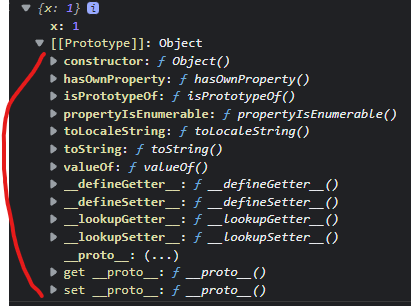 {x: 1} i
x: 1
[[Prototype]]: Object
constructor: ƒ Object()
hasOwnProperty: ƒ hasOwnProperty()
isPrototypeOf: ƒ isPrototypeOf()
propertyIsEnumerable: ƒ propertyIsEnumerable()
toLocaleString: ƒ toLocaleString()
toString: ƒ toString()
valueOf: ƒ valueOf()
__defineGetter__: ƒ __defineGetter__()
__defineSetter__: ƒ __defineSetter__()
__lookupGetter__: ƒ __lookupGetter__()
__lookupSetter__: ƒ __lookupSetter__()
__proto__: (...)
get __proto__: ƒ __proto__()
set __proto__: ƒ __proto__()